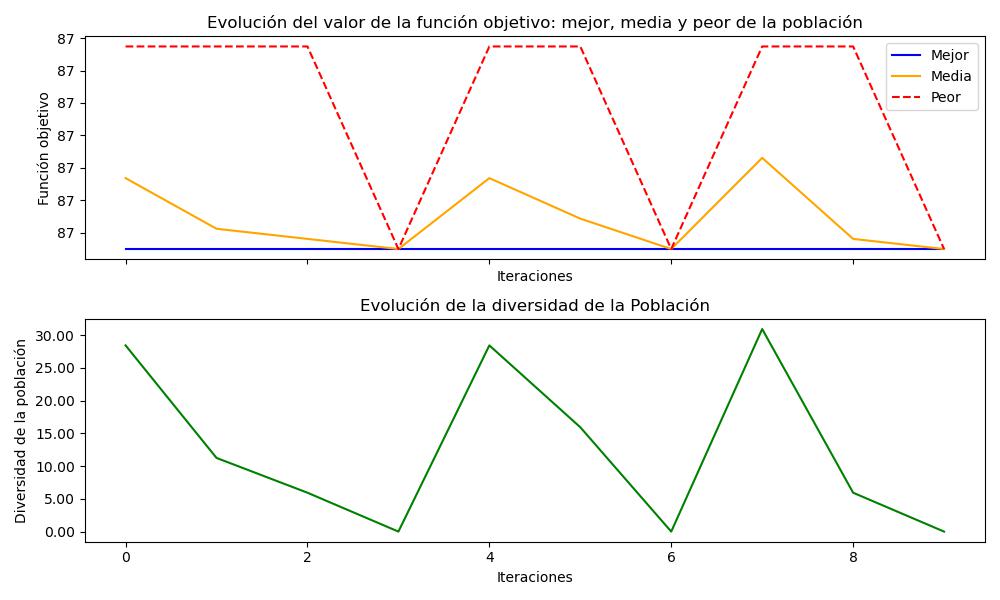 Evolución del valor de la función objetivo: mejor, media y peor de la población
87
87
87
87
87
87
87
Función objetivo
Mejor
Media
Peor
Iteraciones
Evolución de la diversidad de la Población
30.00
25.00
20.00
15.00
10.00
5.00
0.00
Diversidad de la población
0 2 4 6 8
Iteraciones